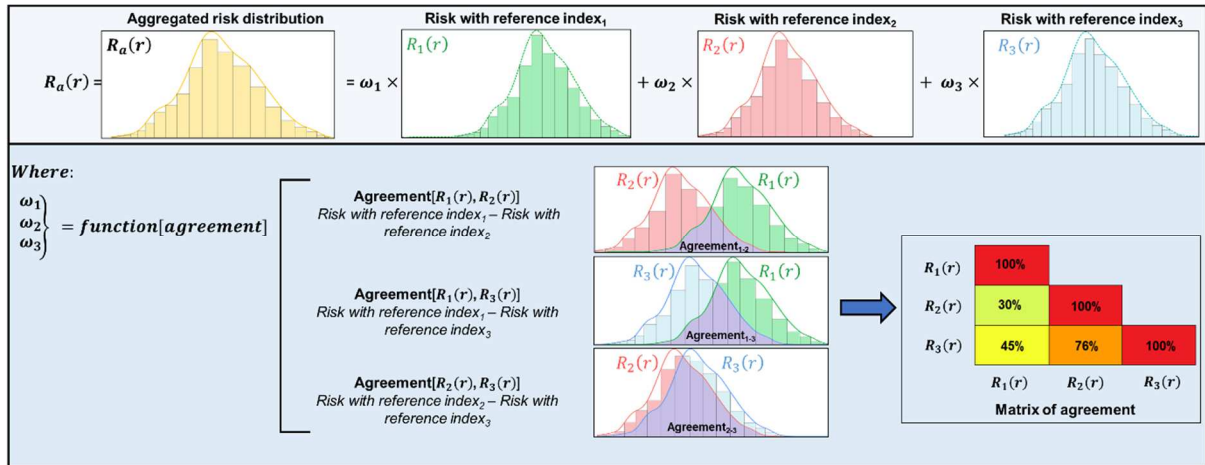 Aggregated risk distribution
Risk with reference index₁
Risk with reference index₂
Risk with reference index₃
Rₐ(r) =
Rₐ(r)
= ω₁ ×
R₁(r)
+ ω₂ ×
R₂(r)
+ ω₃ ×
R₃(r)
Where:
ω₁
ω₂
ω₃
= function[agreement]
Agreement[R₁(r), R₂(r)]
Risk with reference index₁ – Risk with
reference index₂
R₂(r)
R₁(r)
Agreement₁₋₂
Agreement[R₁(r), R₃(r)]
Risk with reference index₁ – Risk with
reference index₃
R₃(r)
R₁(r)
Agreement₁₋₃
Agreement[R₂(r), R₃(r)]
Risk with reference index₂ – Risk with
reference index₃
R₂(r)
R₃(r)
Agreement₂₋₃
R₁(r) 100%
R₂(r) 30% 100%
R₃(r) 45% 76% 100%
R₁(r) R₂(r) R₃(r)
Matrix of agreement